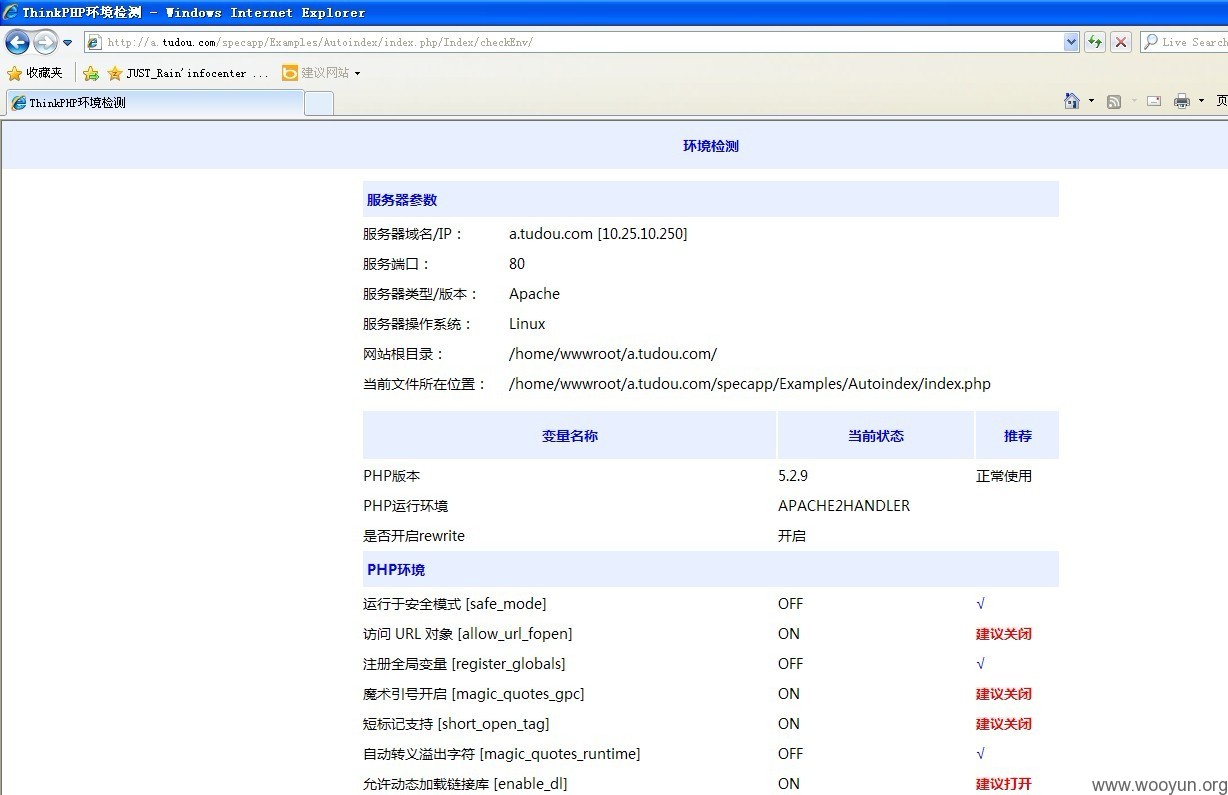 ThinkPHP环境检测 - Windows Internet Explorer
http://a.tudou.com/specapp/Examples/Autoindex/index.php/Index/checkEnv/
Live Search
收藏夹 JUST_Rain' infocenter ... 建议网站
ThinkPHP环境检测
页
环境检测
服务器参数
服务器域名/IP： a.tudou.com [10.25.10.250]
服务端口： 80
服务器类型/版本： Apache
服务器操作系统： Linux
网站根目录： /home/wwwroot/a.tudou.com/
当前文件所在位置： /home/wwwroot/a.tudou.com/specapp/Examples/Autoindex/index.php
变量名称 当前状态 推荐
PHP版本 5.2.9 正常使用
PHP运行环境 APACHE2HANDLER
是否开启rewrite 开启
PHP环境
运行于安全模式 [safe_mode] OFF √
访问 URL 对象 [allow_url_fopen] ON 建议关闭
注册全局变量 [register_globals] OFF √
魔术引号开启 [magic_quotes_gpc] ON 建议关闭
短标记支持 [short_open_tag] ON 建议关闭
自动转义溢出字符 [magic_quotes_runtime] OFF √
允许动态加载链接库 [enable_dl] ON 建议打开
www.wooyun.org